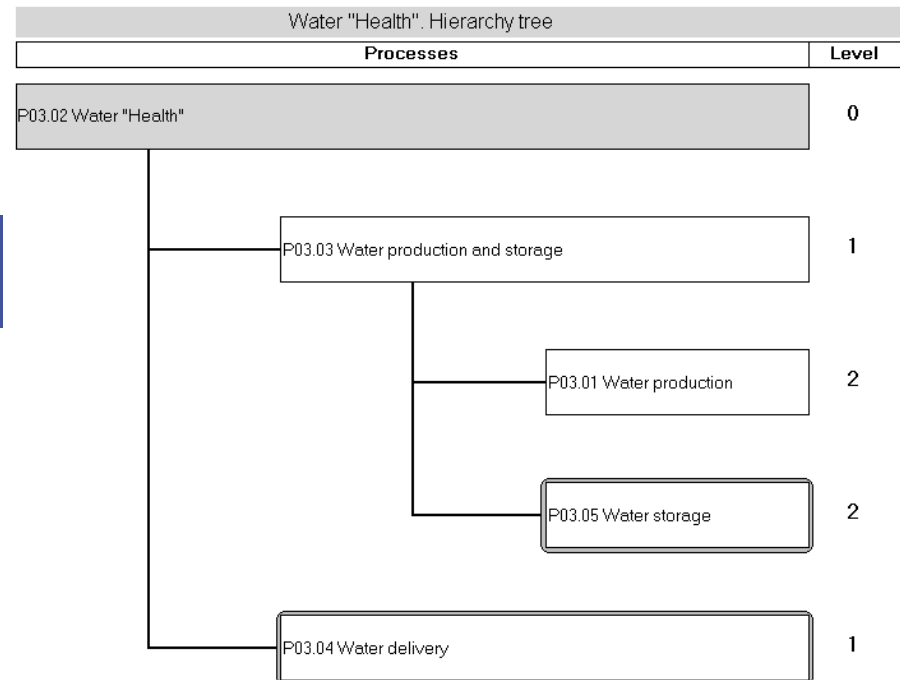 Water "Health". Hierarchy tree
Processes Level
P03.02 Water "Health" 0
P03.03 Water production and storage 1
P03.01 Water production 2
P03.05 Water storage 2
P03.04 Water delivery 1